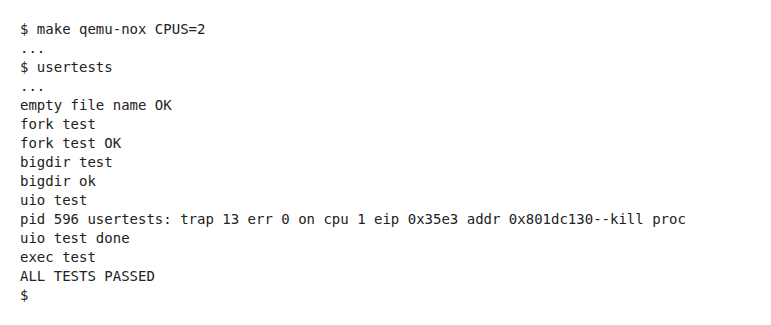 $ make qemu-nox CPUS=2
...
$ usertests
...
empty file name OK
fork test
fork test OK
bigdir test
bigdir ok
uio test
pid 596 usertests: trap 13 err 0 on cpu 1 eip 0x35e3 addr 0x801dc130--kill proc
uio test done
exec test
ALL TESTS PASSED
$